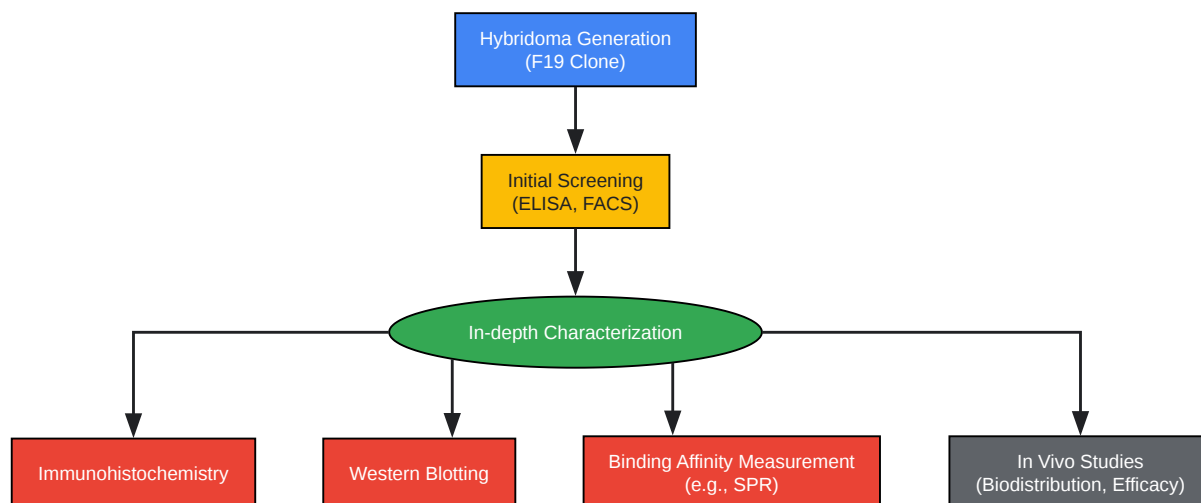 Hybridoma Generation
(F19 Clone)
Initial Screening
(ELISA, FACS)
In-depth Characterization
Immunohistochemistry
Western Blotting
Binding Affinity Measurement
(e.g., SPR)
In Vivo Studies
(Biodistribution, Efficacy)